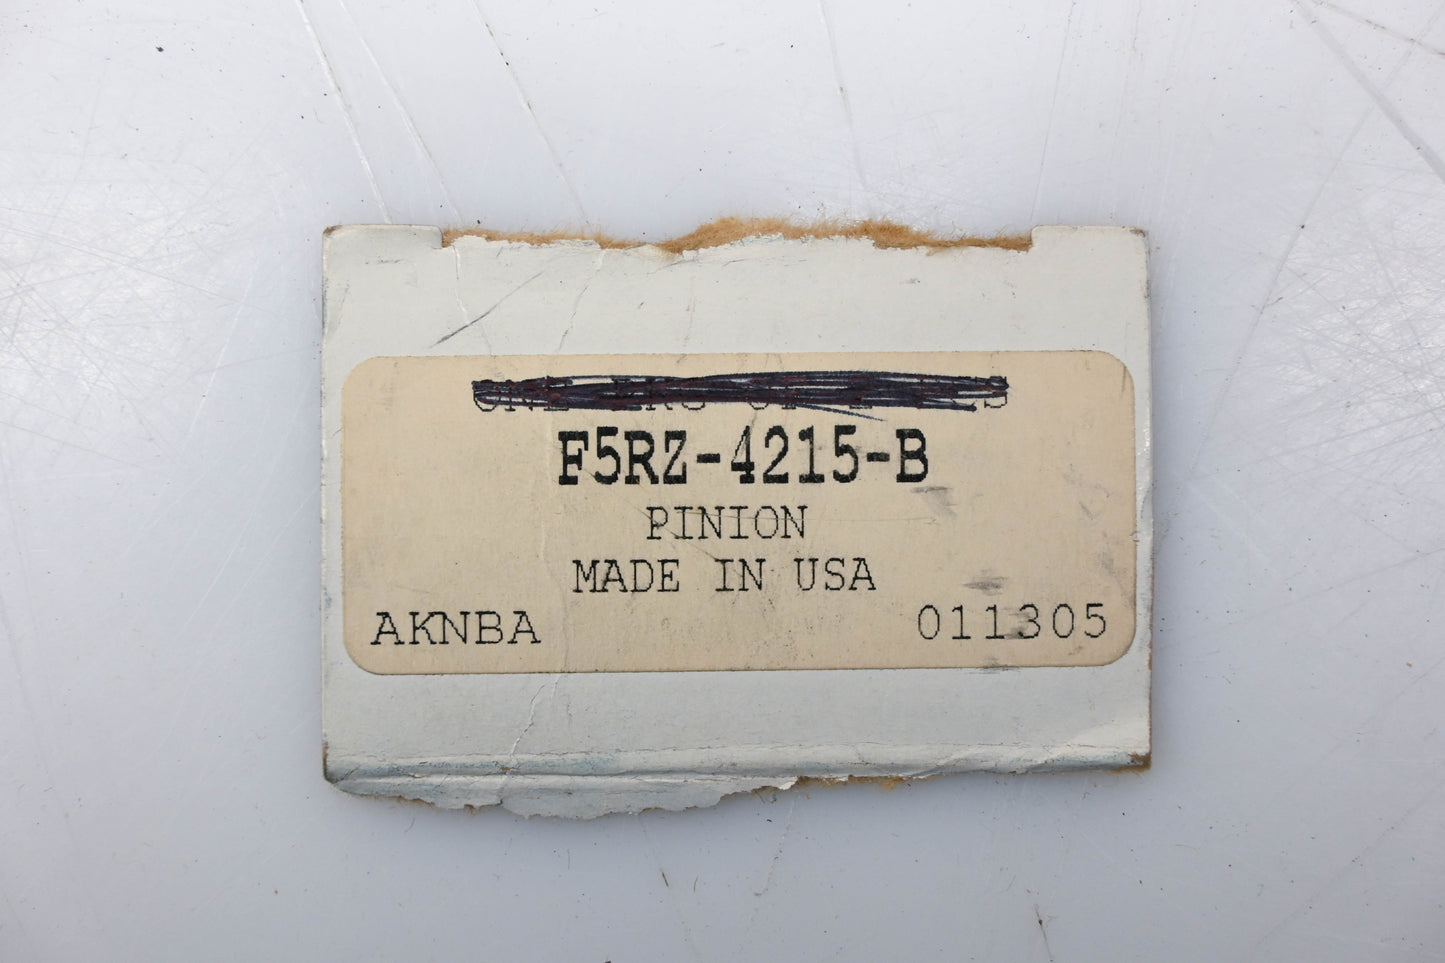 F5RZ-4215-B
PINION
MADE IN USA
AKNBA 011305